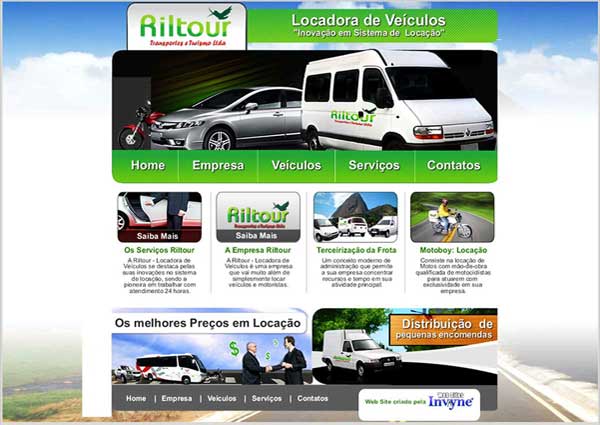 Riltour
Transportes e Turismo Ltda
Locadora de Veículos
"Inovação em Sistema de Locação"
Riltour
Home Empresa Veículos Serviços Contatos
Saiba Mais
Os Serviços Riltour
A Riltour - Locadora de
Veículos se destaca pelas
suas inovações no sistema
de locação, sendo a
pioneira em trabalhar com
atendimento 24 horas.
Riltour
Transportes e Turismo Ltda
Saiba Mais
A Empresa Riltour
A Riltour - Locadora de
Veículos é uma empresa
que vai muito além de
simplesmente locar
veículos e motoristas.
Terceirização da Frota
Um conceito moderno de
administração que permite
a sua empresa concentrar
recursos e tempo em sua
atividade principal.
Motoboy: Locação
Consiste na locação de
Motos com mão-de-obra
qualificada de motociclistas
para atuarem com
exclusividade em sua
empresa.
Os melhores Preços em Locação
Distribuição de
pequenas encomendas
Home | Empresa | Veículos | Serviços | Contatos
Web Site criado pela
Web Sites
Invyne